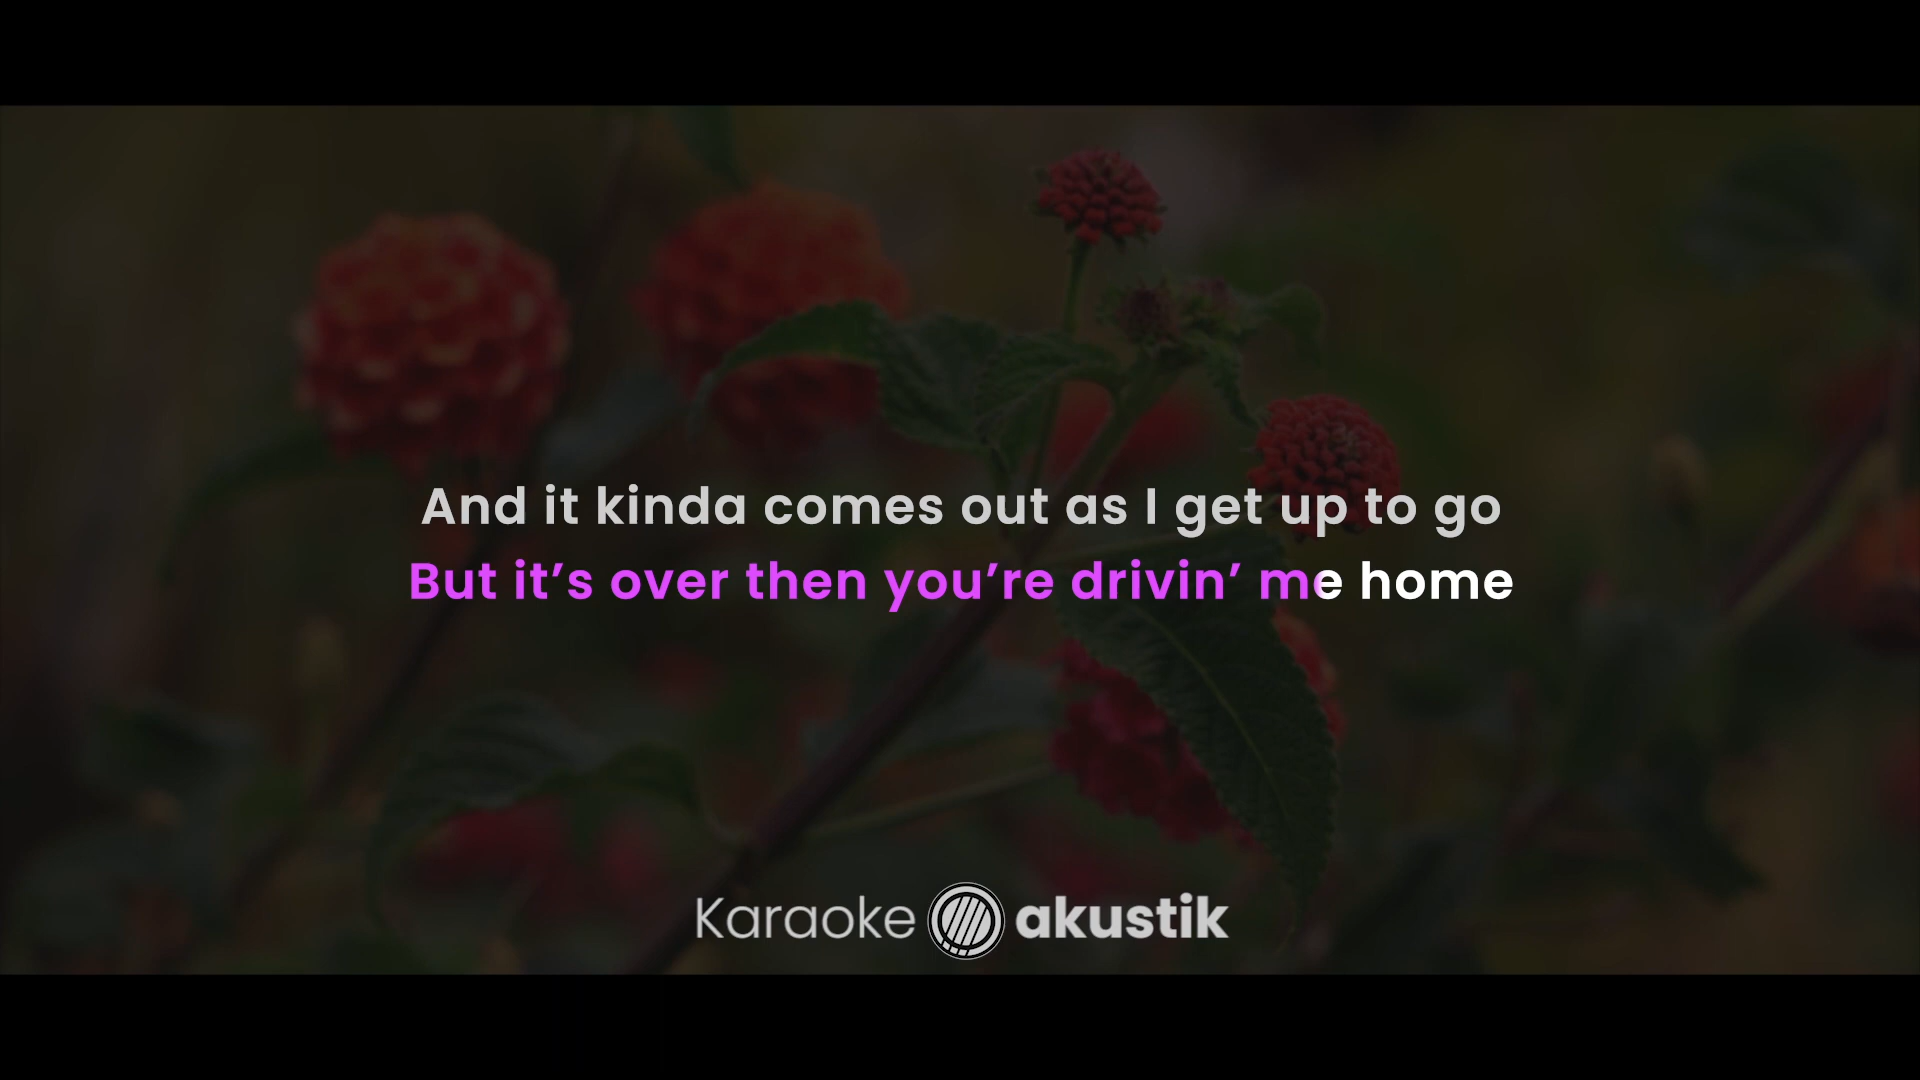 And it kinda comes out as I get up to go
But it’s over then you’re drivin’ me home
Karaoke akustik